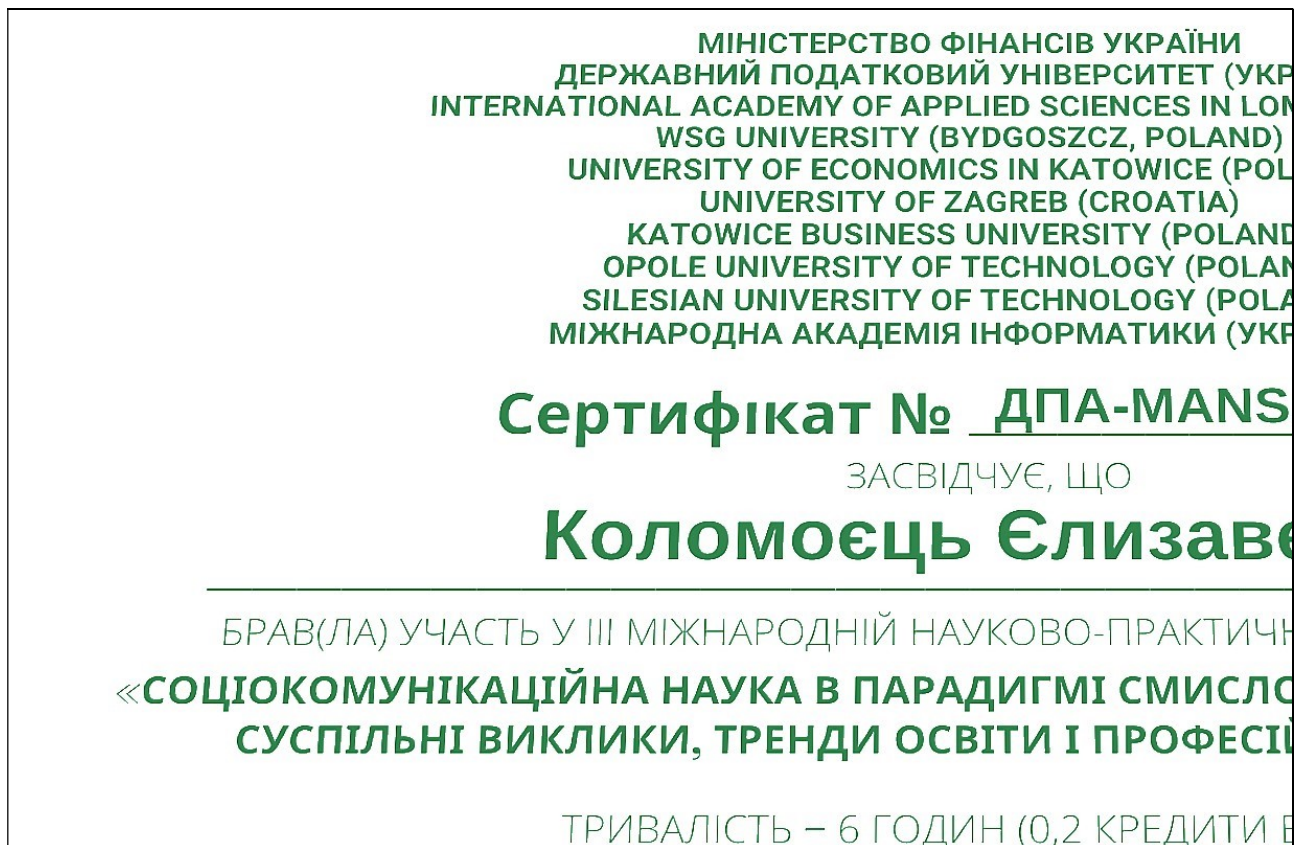 МІНІСТЕРСТВО ФІНАНСІВ УКРАЇНИ
ДЕРЖАВНИЙ ПОДАТКОВИЙ УНІВЕРСИТЕТ (УКР
INTERNATIONAL ACADEMY OF APPLIED SCIENCES IN LOM
WSG UNIVERSITY (BYDGOSZCZ, POLAND)
UNIVERSITY OF ECONOMICS IN KATOWICE (POL
UNIVERSITY OF ZAGREB (CROATIA)
KATOWICE BUSINESS UNIVERSITY (POLAND
OPOLE UNIVERSITY OF TECHNOLOGY (POLAN
SILESIAN UNIVERSITY OF TECHNOLOGY (POLA
МІЖНАРОДНА АКАДЕМІЯ ІНФОРМАТИКИ (УКР
Сертифікат № ДПА-MANS
ЗАСВІДЧУЄ, ЩО
Коломоєць Єлизаве
БРАВ(ЛА) УЧАСТЬ У ІІІ МІЖНАРОДНІЙ НАУКОВО-ПРАКТИЧН
«СОЦІОКОМУНІКАЦІЙНА НАУКА В ПАРАДИГМІ СМИСЛО
СУСПІЛЬНІ ВИКЛИКИ, ТРЕНДИ ОСВІТИ І ПРОФЕСІЙ
ТРИВАЛІСТЬ – 6 ГОДИН (0,2 КРЕДИТИ Е